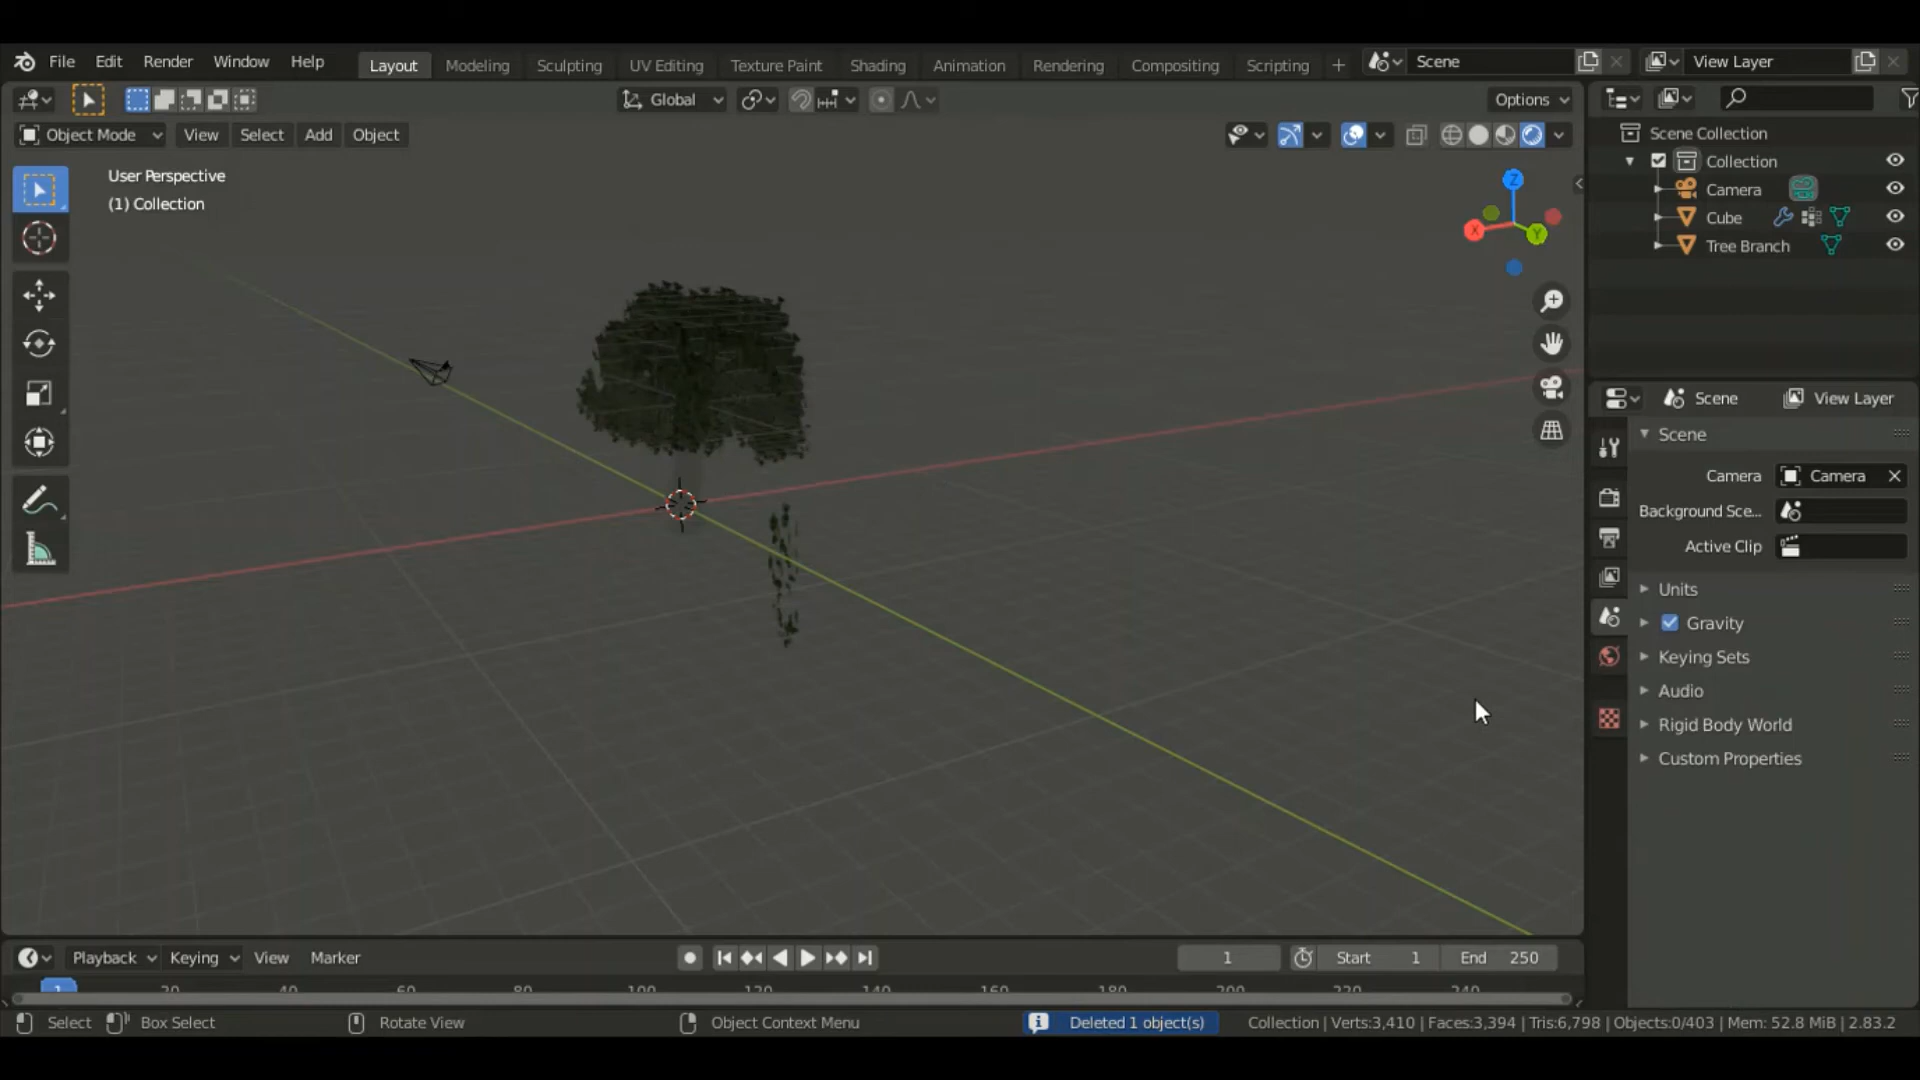 File Edit Render Window Help Layout Modeling Sculpting UV Editing Texture Paint Shading Animation Rendering Compositing Scripting + Scene View Layer
Global Options
Object Mode View Select Add Object
User Perspective
(1) Collection
Z
X
Y
Scene Collection
Collection
Camera
Cube
Tree Branch
Scene View Layer
Scene
Camera Camera
Background Sce...
Active Clip
Units
Gravity
Keying Sets
Audio
Rigid Body World
Custom Properties
Playback Keying View Marker 1 Start 1 End 250
1 20 40 60 80 100 120 140 160 180 200 220 240
Select Box Select Rotate View Object Context Menu Deleted 1 object(s) Collection | Verts:3,410 | Faces:3,394 | Tris:6,798 | Objects:0/403 | Mem: 52.8 MiB | 2.83.2